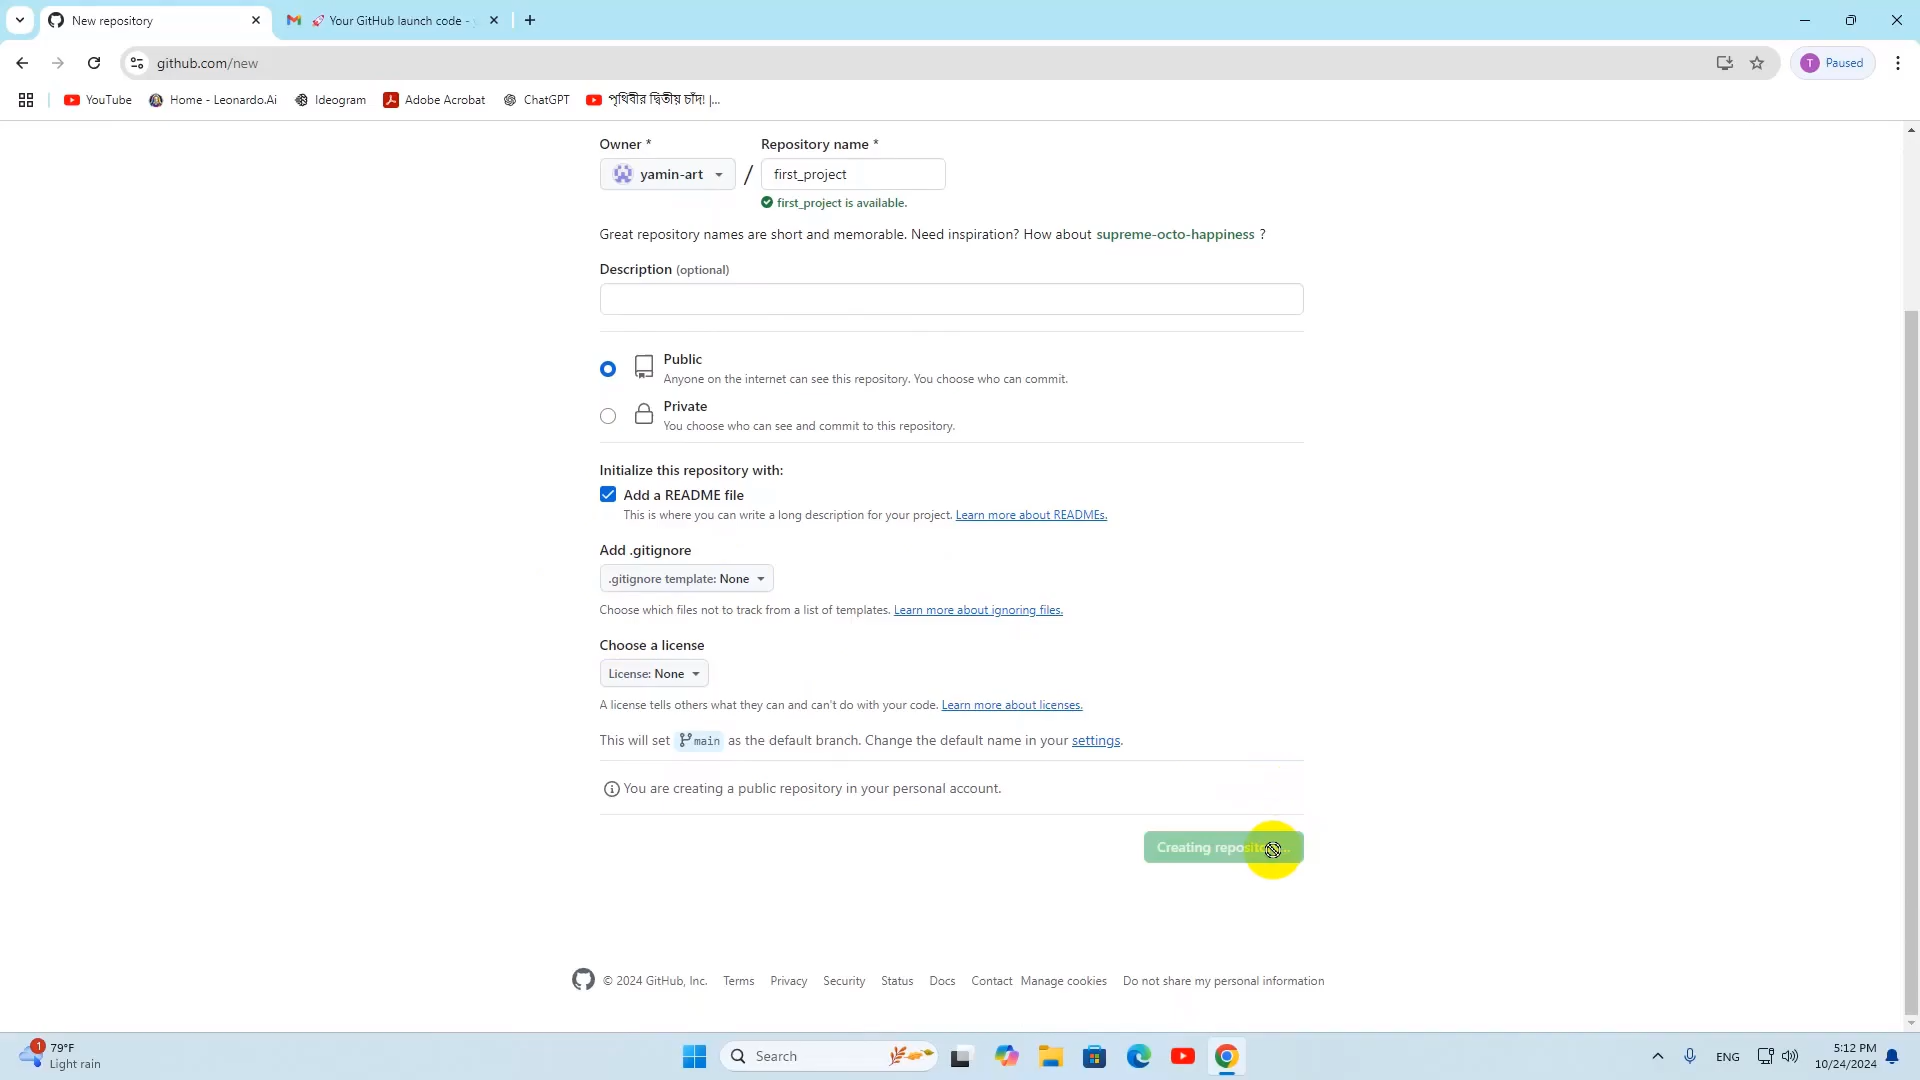 New repository
🚀 Your GitHub launch code -
github.com/new
Paused
YouTube
Home - Leonardo.Ai
Ideogram
Adobe Acrobat
ChatGPT
পৃথিবীর দ্বিতীয় চাঁদ! |...
Owner *
Repository name *
yamin-art
/
first_project
first_project is available.
Great repository names are short and memorable. Need inspiration? How about supreme-octo-happiness ?
Description (optional)
Public
Anyone on the internet can see this repository. You choose who can commit.
Private
You choose who can see and commit to this repository.
Initialize this repository with:
Add a README file
This is where you can write a long description for your project. Learn more about READMEs.
Add .gitignore
.gitignore template: None
Choose which files not to track from a list of templates. Learn more about ignoring files.
Choose a license
License: None
A license tells others what they can and can't do with your code. Learn more about licenses.
This will set main as the default branch. Change the default name in your settings.
You are creating a public repository in your personal account.
Creating repository...
© 2024 GitHub, Inc.
Terms
Privacy
Security
Status
Docs
Contact
Manage cookies
Do not share my personal information
1
79°F
Light rain
Search
ENG
5:12 PM
10/24/2024